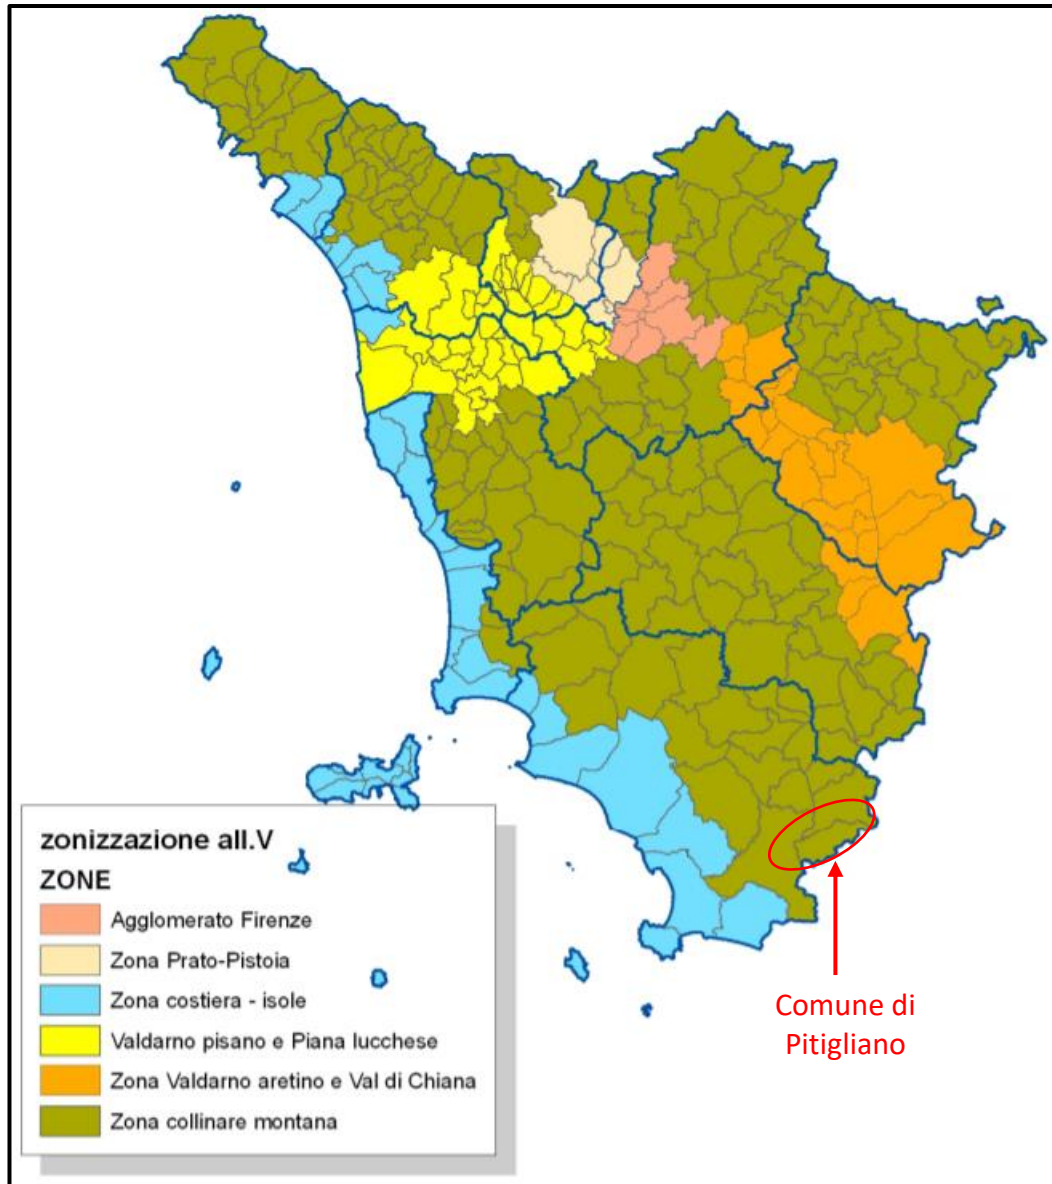 zonizzazione all.V
ZONE
Agglomerato Firenze
Zona Prato-Pistoia
Zona costiera - isole
Valdarno pisano e Piana lucchese
Zona Valdarno aretino e Val di Chiana
Zona collinare montana
Comune di
Pitigliano